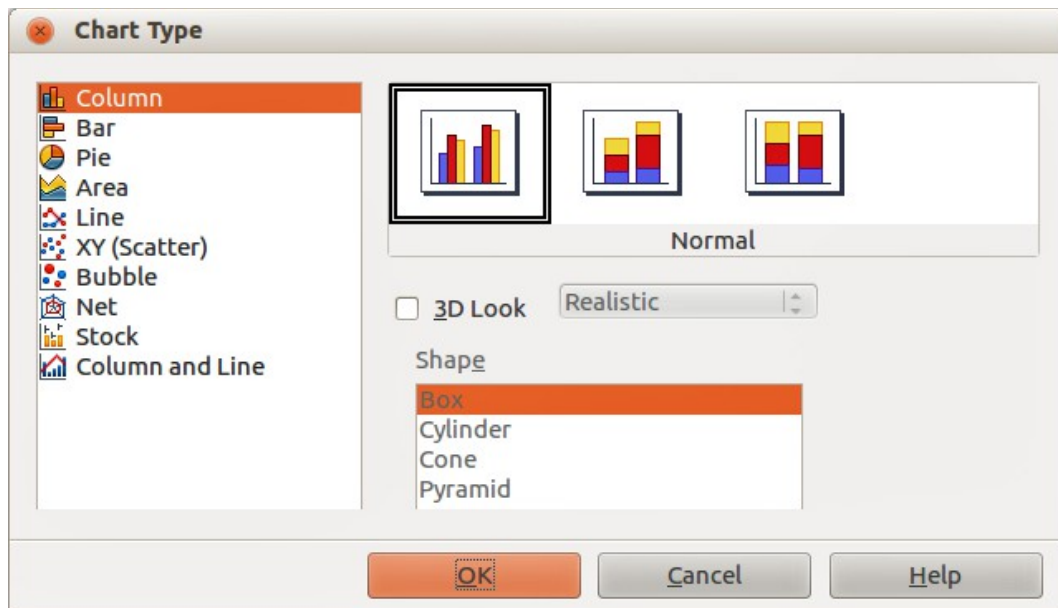 Chart Type
Column
Bar
Pie
Area
Line
XY (Scatter)
Bubble
Net
Stock
Column and Line
Normal
3D Look
Realistic
Shape
Box
Cylinder
Cone
Pyramid
OK
Cancel
Help